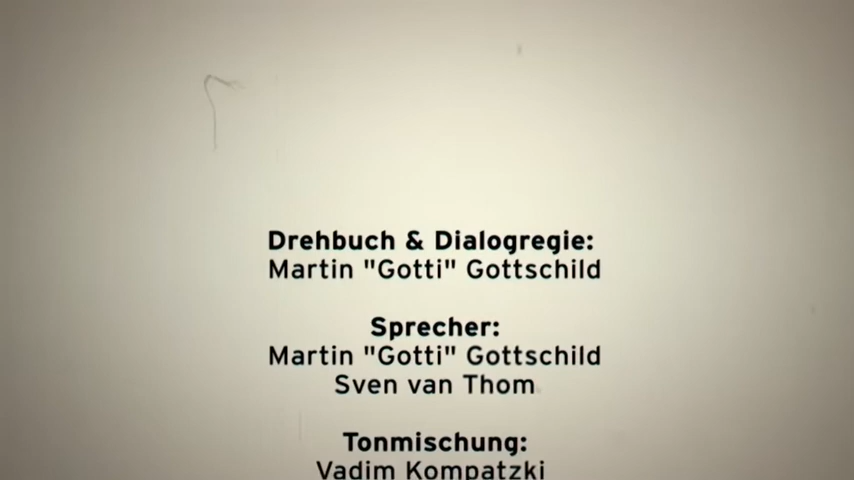 Drehbuch & Dialogregie:
Martin "Gotti" Gottschild
Sprecher:
Martin "Gotti" Gottschild
Sven van Thom
Tonmischung:
Vadim Kompatzki